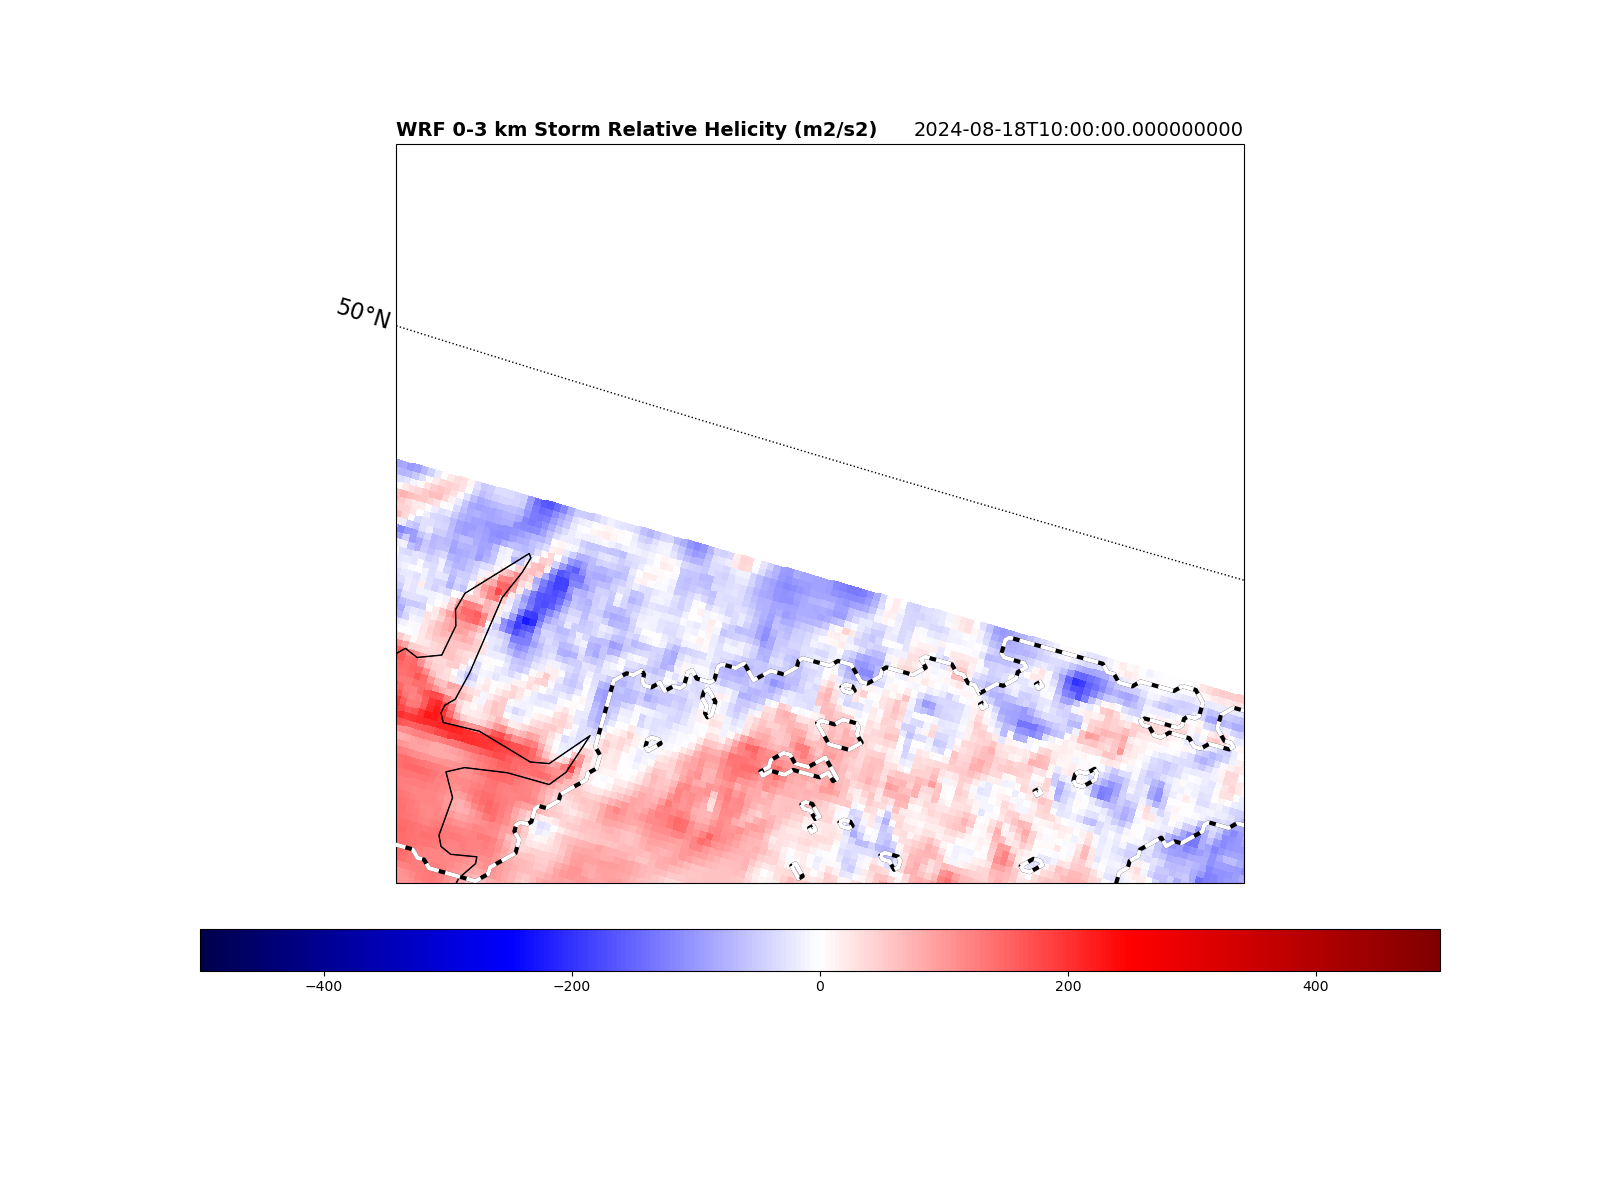 WRF 0-3 km Storm Relative Helicity (m2/s2) 2024-08-18T10:00:00.000000000
50°N
−400 −200 0 200 400